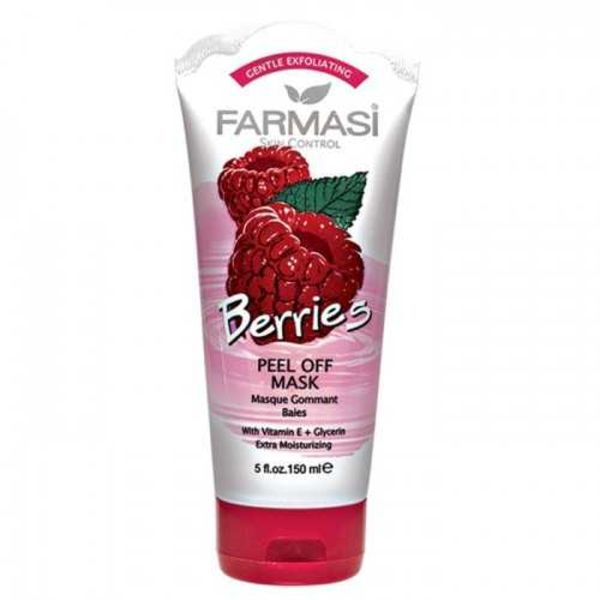 GENTLE EXFOLIATING
FARMASİ
SKIN CONTROL
Berries
PEEL OFF
MASK
Masque Gommant
Baies
With Vitamin E + Glycerin
Extra Moisturizing
5 fl.oz.150 ml℮